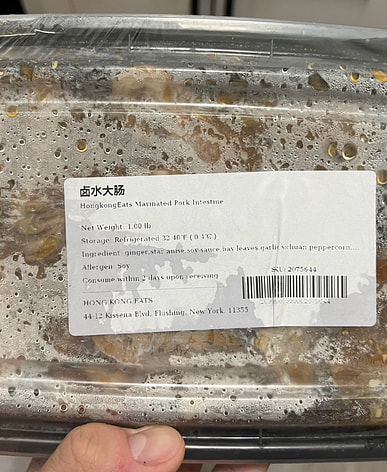 卤水大肠
HongkongEats Marinated Pork Intestine
Net Weight: 1.00 lb
Storage: Refrigerated 32-40°F ( 0-4°C )
Ingredient: ginger,star anise,soy sauce,bay leaves,garlic,sichuan peppercorn,...
Allergen: Soy
Consume within 2 days upon receiving
SKU: 2075644
HONG KONG EATS
44-12 Kissena Blvd, Flushing, New York, 11355